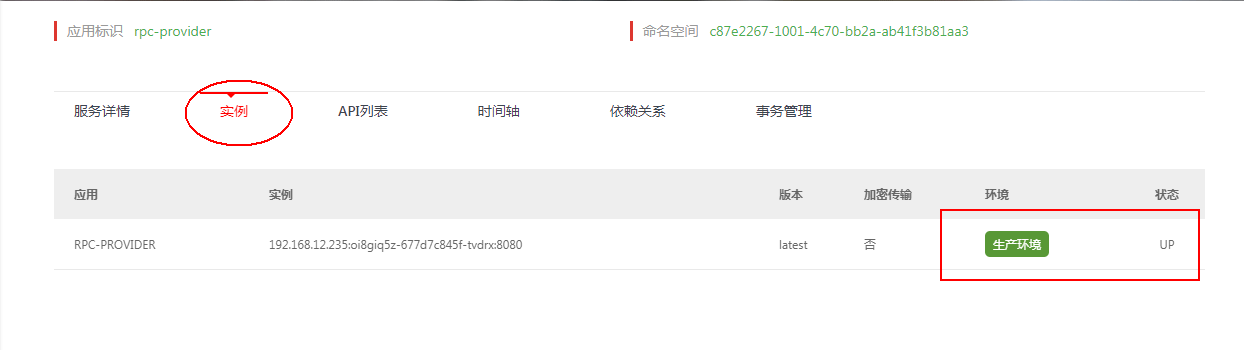 应用标识 rpc-provider 命名空间 c87e2267-1001-4c70-bb2a-ab41f3b81aa3
服务详情 实例 API列表 时间轴 依赖关系 事务管理
应用 实例 版本 加密传输 环境 状态
RPC-PROVIDER 192.168.12.235:oi8giq5z-677d7c845f-tvdrx:8080 latest 否 生产环境 UP